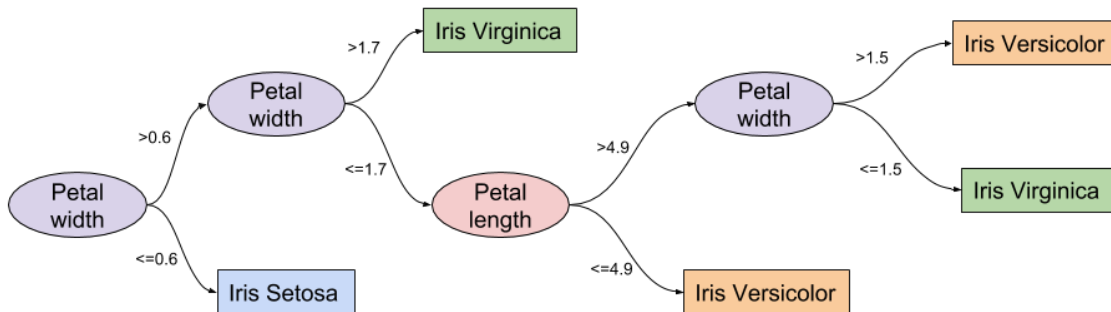 Iris Virginica
Iris Versicolor
>1.7
>1.5
Petal
width
Petal
width
>0.6
>4.9
<=1.7
<=1.5
Petal
width
Petal
length
Iris Virginica
<=0.6
<=4.9
Iris Setosa
Iris Versicolor